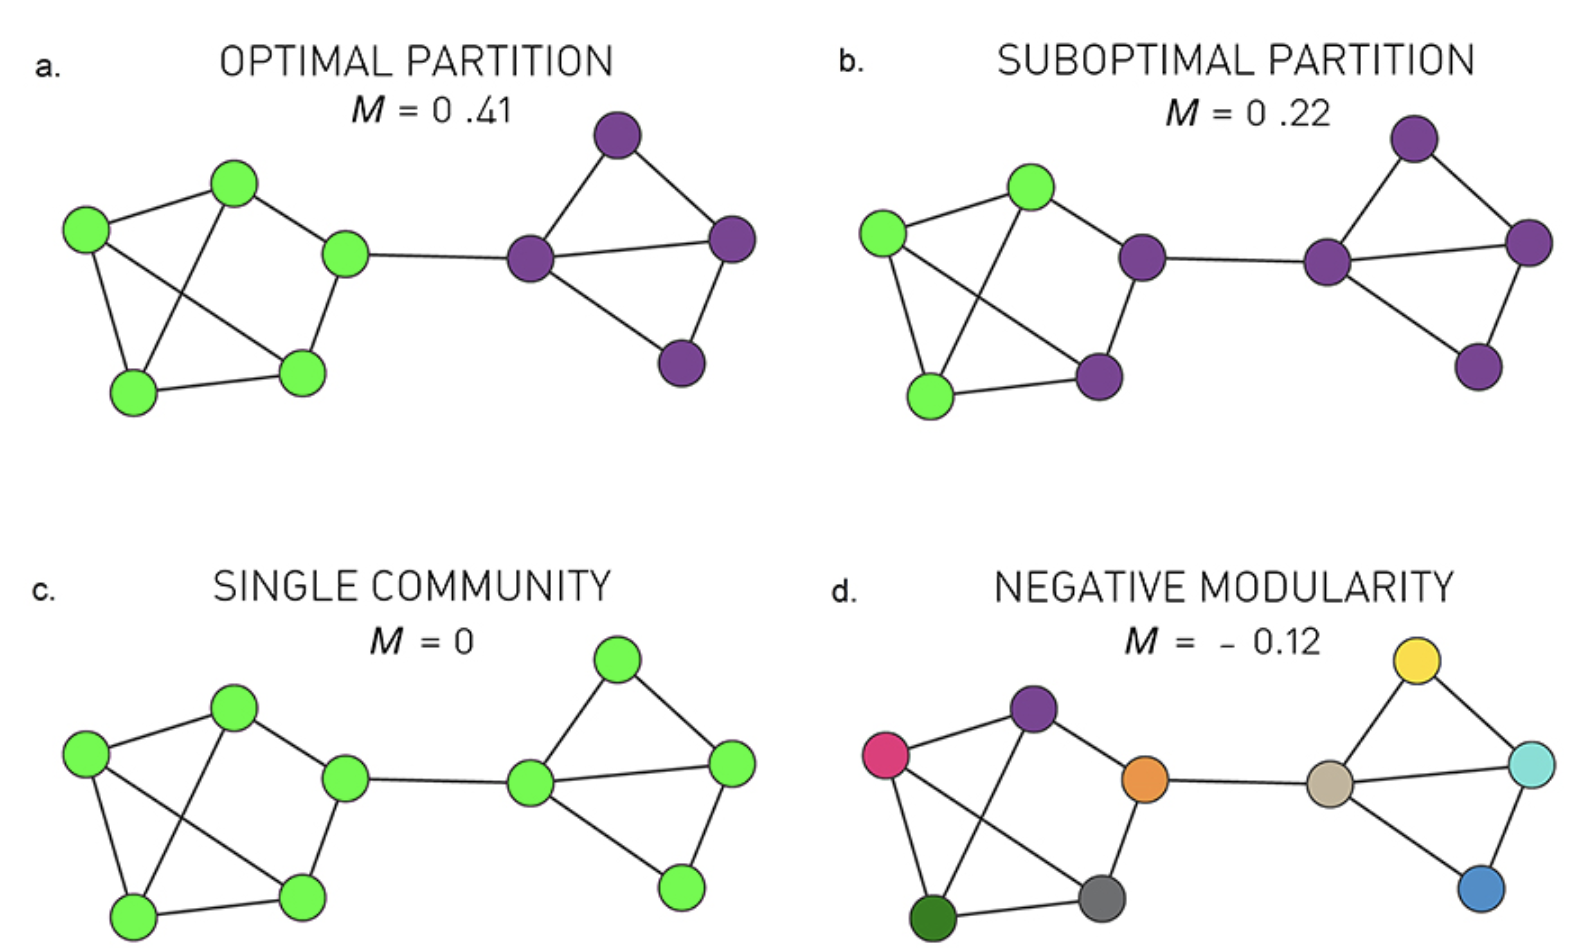 a.
OPTIMAL PARTITION
M = 0 .41
b.
SUBOPTIMAL PARTITION
M = 0 .22
c.
SINGLE COMMUNITY
M = 0
d.
NEGATIVE MODULARITY
M = - 0.12